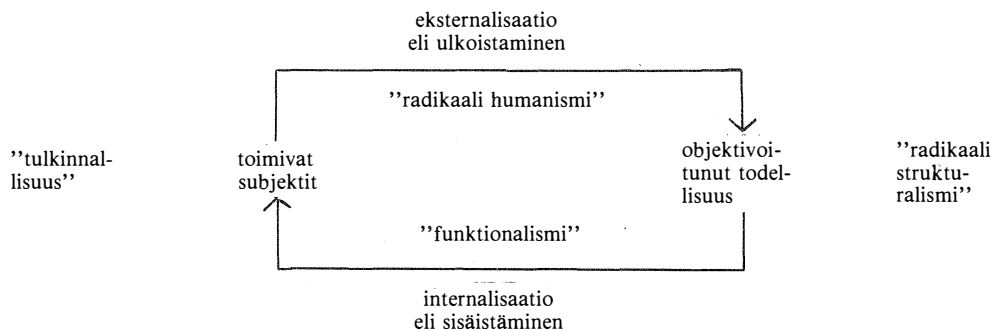 eksternalisaatio
eli ulkoistaminen
”radikaali humanismi”
”tulkinnal-
lisuus”
toimivat
subjektit
objektivoi-
tunut todel-
lisuus
”radikaali
struktu-
ralismi”
”funktionalismi”
internalisaatio
eli sisäistäminen